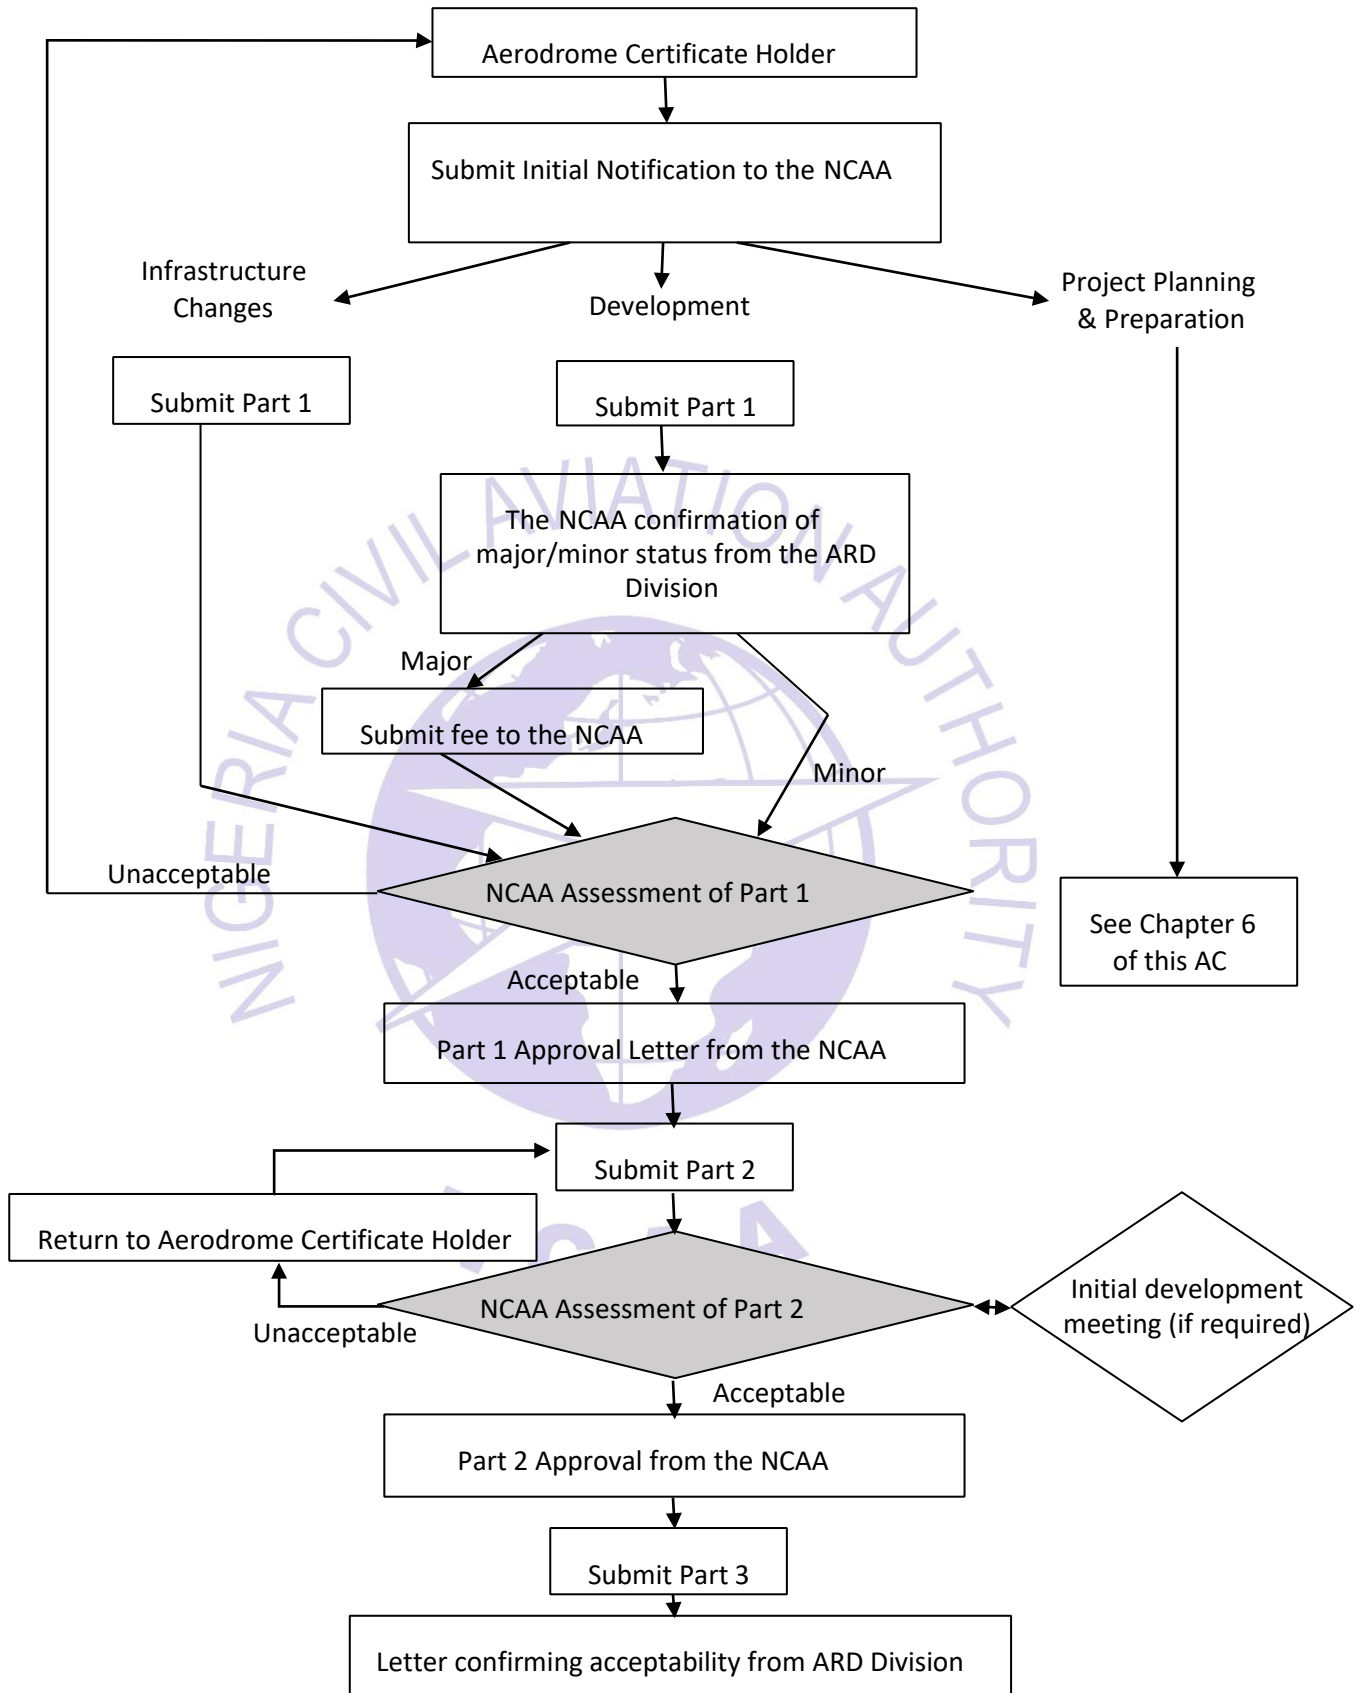 Aerodrome Certificate Holder
Submit Initial Notification to the NCAA
Infrastructure
Changes
Development
Project Planning
& Preparation
Submit Part 1
Submit Part 1
The NCAA confirmation of
major/minor status from the ARD
Division
Major
Submit fee to the NCAA
Minor
Unacceptable
NCAA Assessment of Part 1
See Chapter 6
of this AC
Acceptable
Part 1 Approval Letter from the NCAA
Submit Part 2
Return to Aerodrome Certificate Holder
NCAA Assessment of Part 2
Initial development
meeting (if required)
Unacceptable
Acceptable
Part 2 Approval from the NCAA
Submit Part 3
Letter confirming acceptability from ARD Division
NIGERIA CIVIL AVIATION AUTHORITY